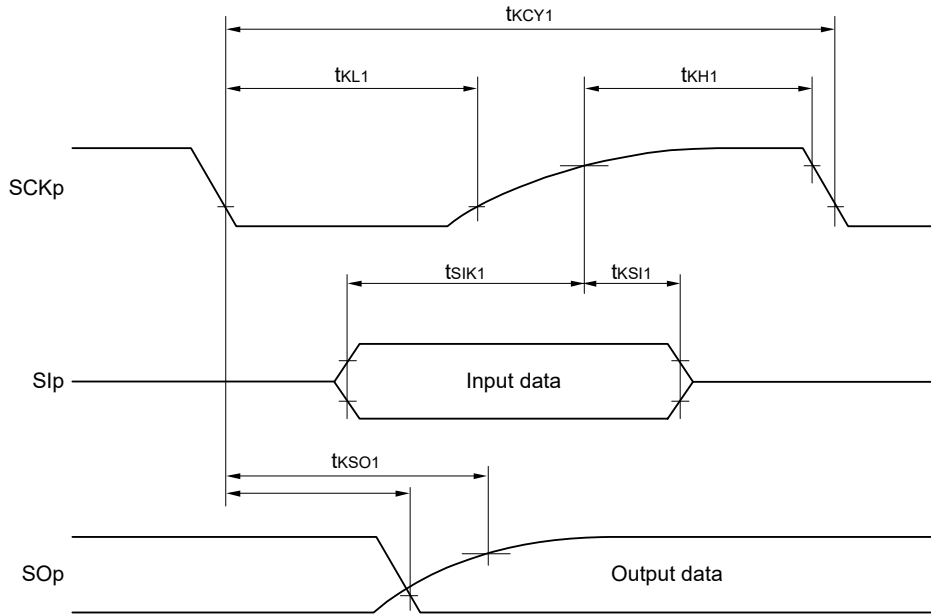 tKCY1
tKL1
tKH1
SCKp
tSIK1
tKSI1
SIp
Input data
tKSO1
SOp
Output data